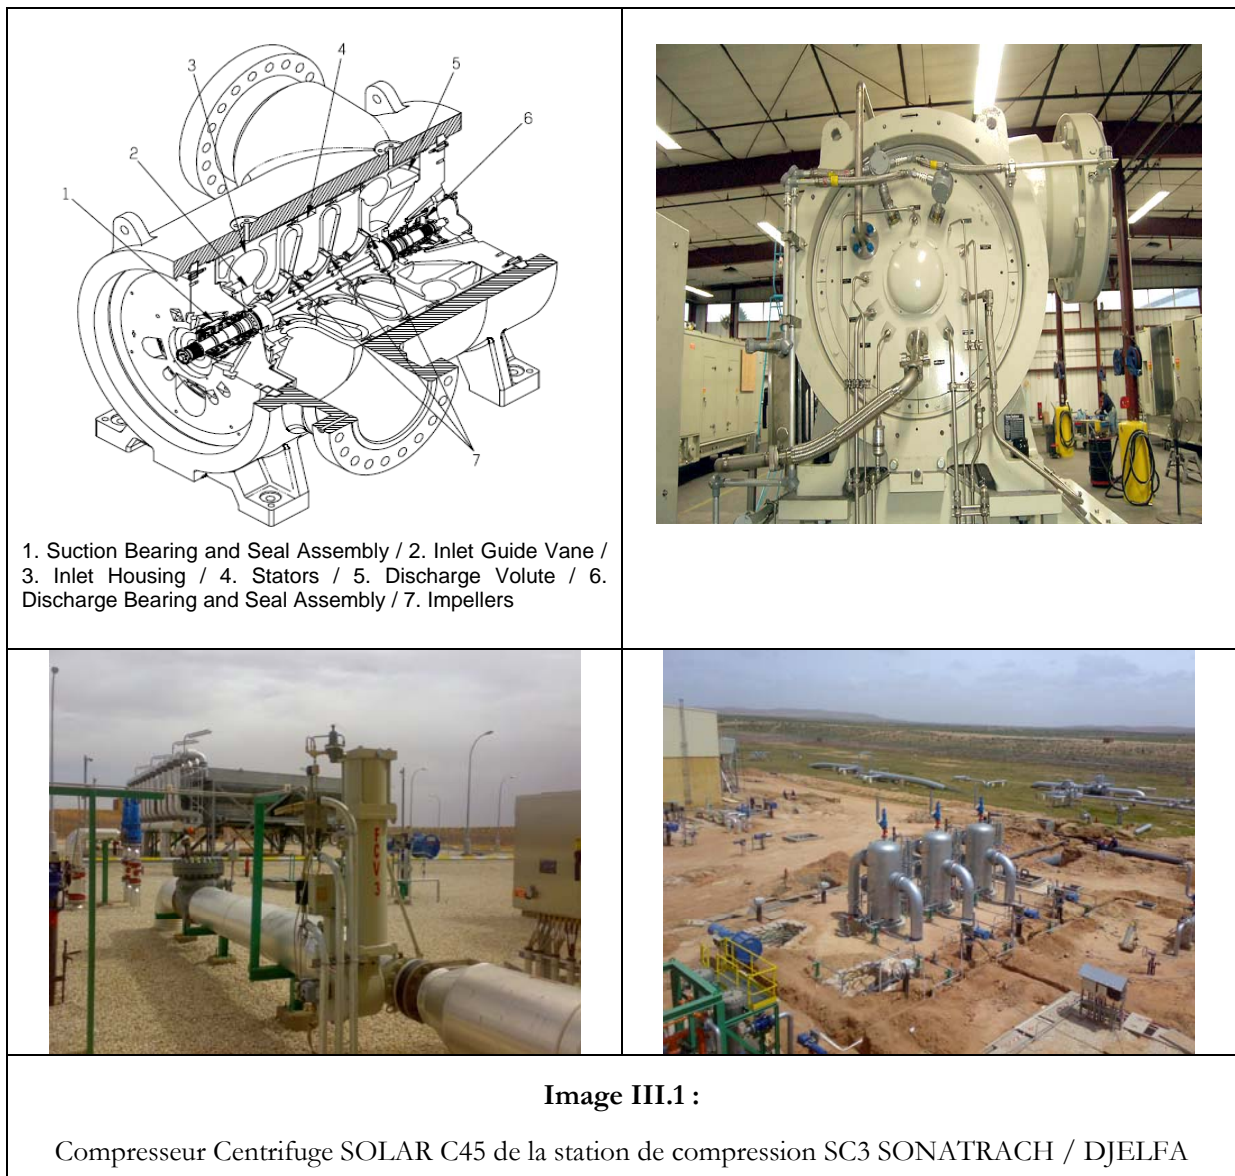 4
3
5
6
2
1
7
1. Suction Bearing and Seal Assembly / 2. Inlet Guide Vane /
3. Inlet Housing / 4. Stators / 5. Discharge Volute / 6.
Discharge Bearing and Seal Assembly / 7. Impellers
FCV3
Image III.1 :
Compresseur Centrifuge SOLAR C45 de la station de compression SC3 SONATRACH / DJELFA